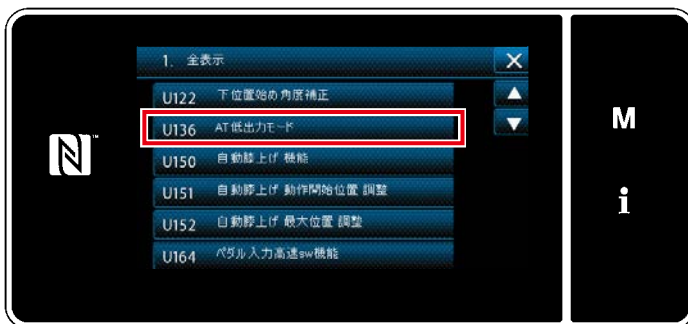 1. 全表示
U122 下位置始め角度補正
U136 AT低出力モード
U150 自動膝上げ 機能
U151 自動膝上げ 動作開始位置 調整
U152 自動膝上げ 最大位置 調整
U164 ペダル入力高速sw機能
M
i